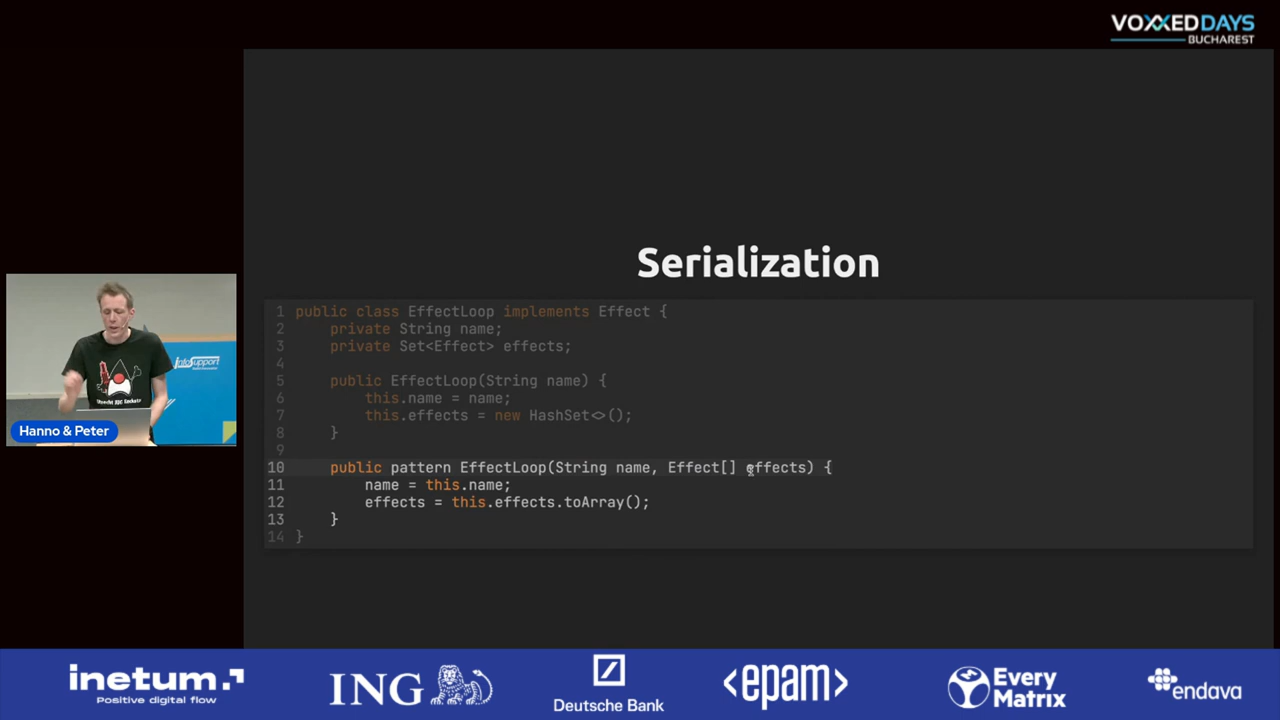 VOXXEDDAYS
BUCHAREST
Serialization
1 public class EffectLoop implements Effect {
2     private String name;
3     private Set<Effect> effects;
4
5     public EffectLoop(String name) {
6         this.name = name;
7         this.effects = new HashSet<>();
8     }
9
10     public pattern EffectLoop(String name, Effect[] effects) {
11         name = this.name;
12         effects = this.effects.toArray();
13     }
14 }
infoSupport
Hanno & Peter
inetum.
Positive digital flow
ING
Deutsche Bank
<epam>
Every
Matrix
endava